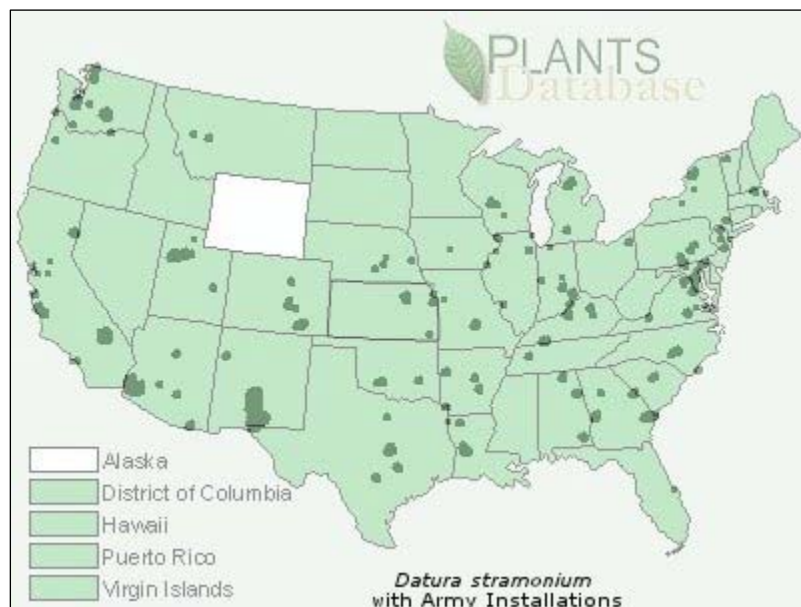 PLANTS
Database
Alaska
District of Columbia
Hawaii
Puerto Rico
Virgin Islands
Datura stramonium
with Army Installations